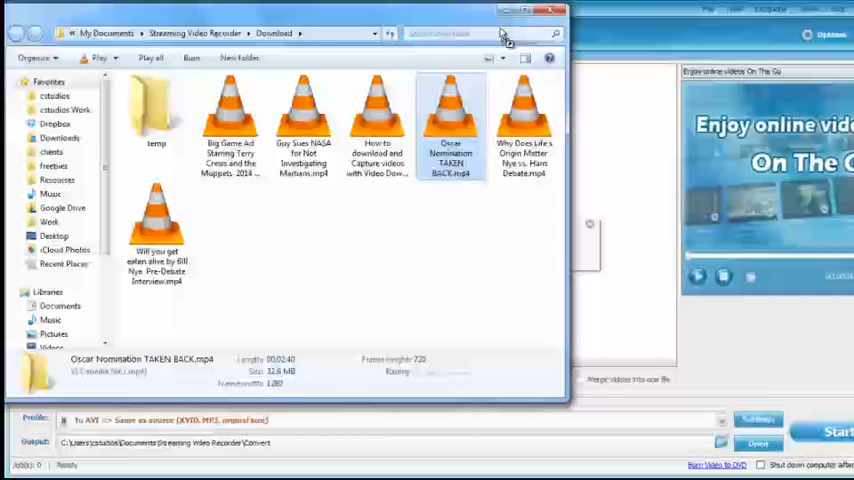 « My Documents ▸ Streaming Video Recorder ▸ Download ▸
Organize ▾ Play ▾ Play all Burn New folder
Favorites
cstudios
cstudios Work
Dropbox
Downloads
clients
freebies
Resources
Music
Google Drive
Work
Desktop
iCloud Photos
Recent Places
Libraries
Documents
Music
Pictures
Videos
temp
Big Game Ad
Starring Terry
Crews and the
Muppets- 2014 ...
Guy Sues NASA
for Not
Investigating
Martians.mp4
How to
download and
Capture videos
with Video Dow...
Oscar
Nomination
TAKEN
BACK.mp4
Why Does Life's
Origin Matter
Nye vs. Ham
Debate.mp4
Will you get
eaten alive by Bill
Nye Pre-Debate
Interview.mp4
Oscar Nomination TAKEN BACK.mp4
Length: 00:02:40
Size: 32.6 MB
Frame width: 1280
Frame height: 720
Rating:
Options
Enjoy online videos On The Go
Enjoy online vide
On The G
Merge videos into one file
Profile: To AVI => Same as source (XVID, MP3, original size) Settings
Output: C:\Users\cstudios\Documents\Streaming Video Recorder\Convert Open
Start
Job(s): 0 Ready
Burn Video to DVD Shut down computer after